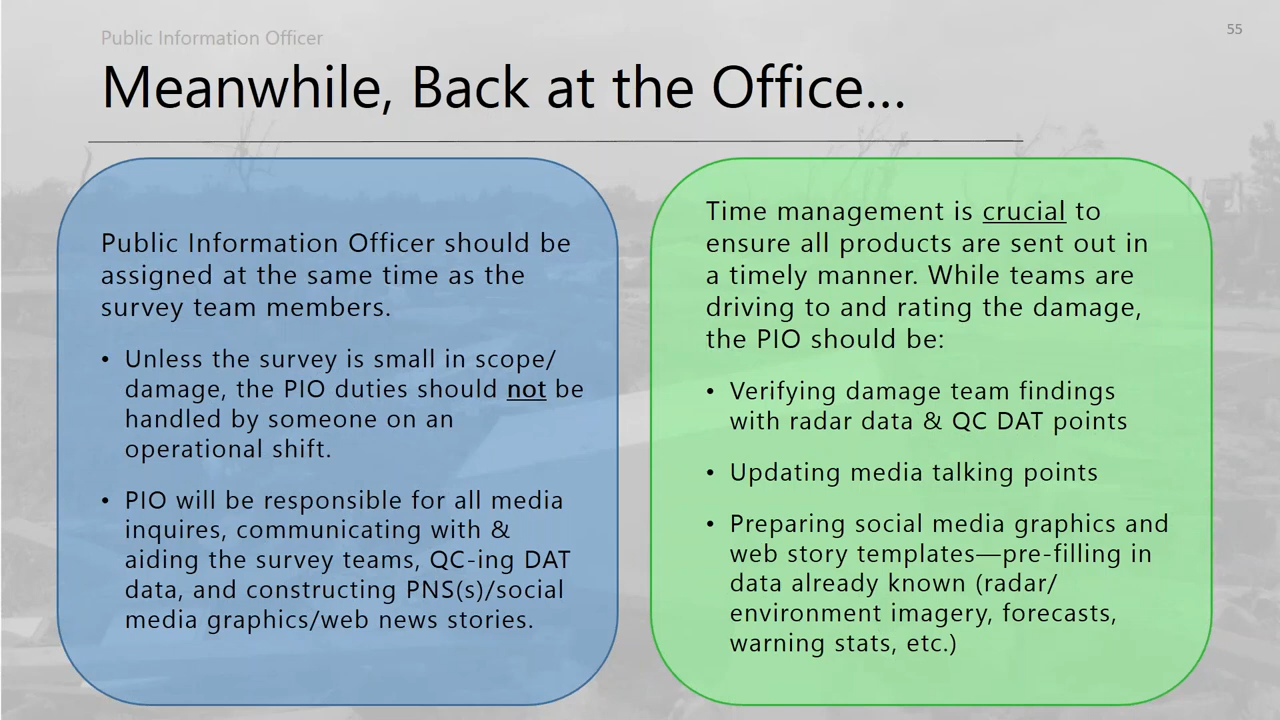 Public Information Officer
55
Meanwhile, Back at the Office...
Public Information Officer should be
assigned at the same time as the
survey team members.
• Unless the survey is small in scope/
damage, the PIO duties should not be
handled by someone on an
operational shift.
• PIO will be responsible for all media
inquires, communicating with &
aiding the survey teams, QC-ing DAT
data, and constructing PNS(s)/social
media graphics/web news stories.
Time management is crucial to
ensure all products are sent out in
a timely manner. While teams are
driving to and rating the damage,
the PIO should be:
• Verifying damage team findings
with radar data & QC DAT points
• Updating media talking points
• Preparing social media graphics and
web story templates—pre-filling in
data already known (radar/
environment imagery, forecasts,
warning stats, etc.)